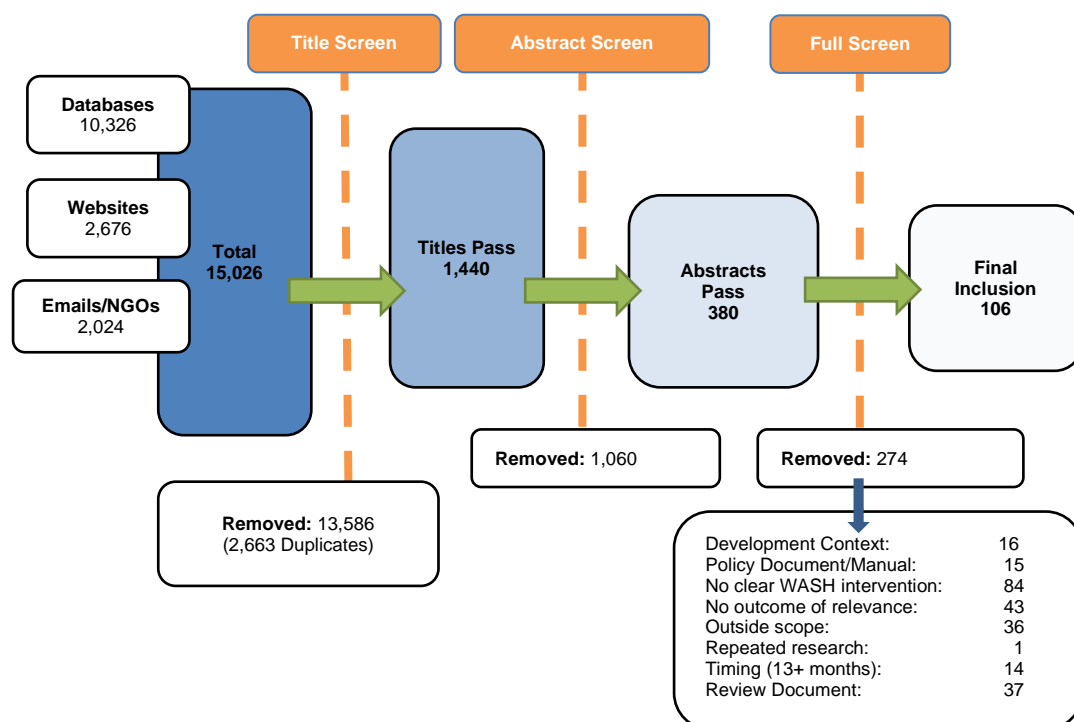 Title Screen
Abstract Screen
Full Screen
Databases
10,326
Websites
2,676
Emails/NGOs
2,024
Total
15,026
Titles Pass
1,440
Abstracts
Pass
380
Final
Inclusion
106
Removed: 13,586
(2,663 Duplicates)
Removed: 1,060
Removed: 274
Development Context: 16
Policy Document/Manual: 15
No clear WASH intervention: 84
No outcome of relevance: 43
Outside scope: 36
Repeated research: 1
Timing (13+ months): 14
Review Document: 37